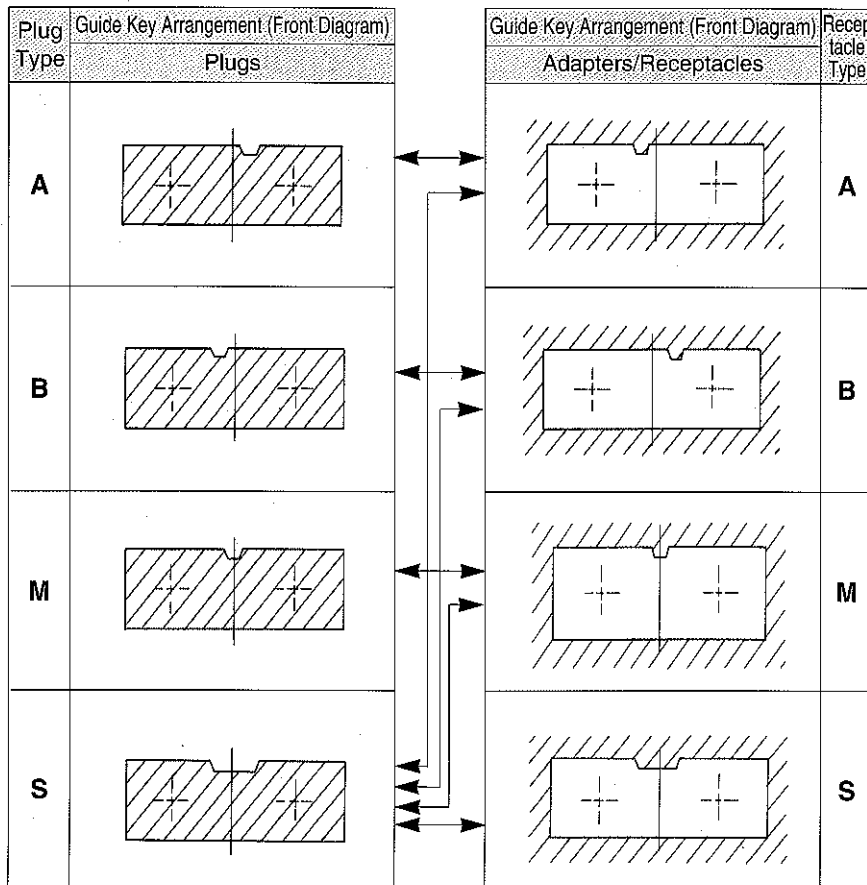 Plug
Type
Guide Key Arrangement (Front Diagram)
Plugs
Guide Key Arrangement (Front Diagram)
Adapters/Receptacles
Recep
tacle
Type
A
A
B
B
M
M
S
S